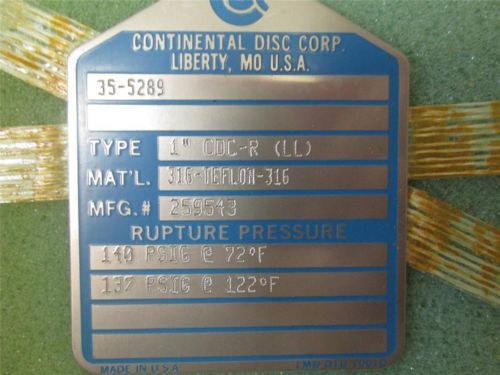 CONTINENTAL DISC CORP.
LIBERTY, MO U.S.A.
35-5289
TYPE 1" CDC-R (LL)
MAT'L. 316-TEFLON-316
MFG.# 259543
RUPTURE PRESSURE
140 PSIG @ 72°F
132 PSIG @ 122°F
MADE IN U.S.A.